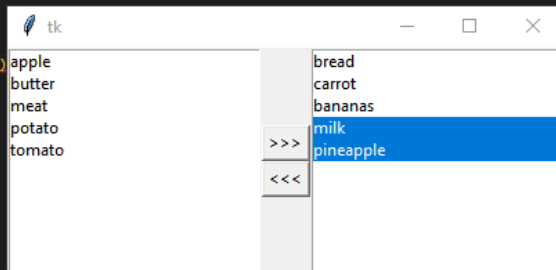 tk
apple
butter
meat
potato
tomato
>>>
<<<
bread
carrot
bananas
milk
pineapple